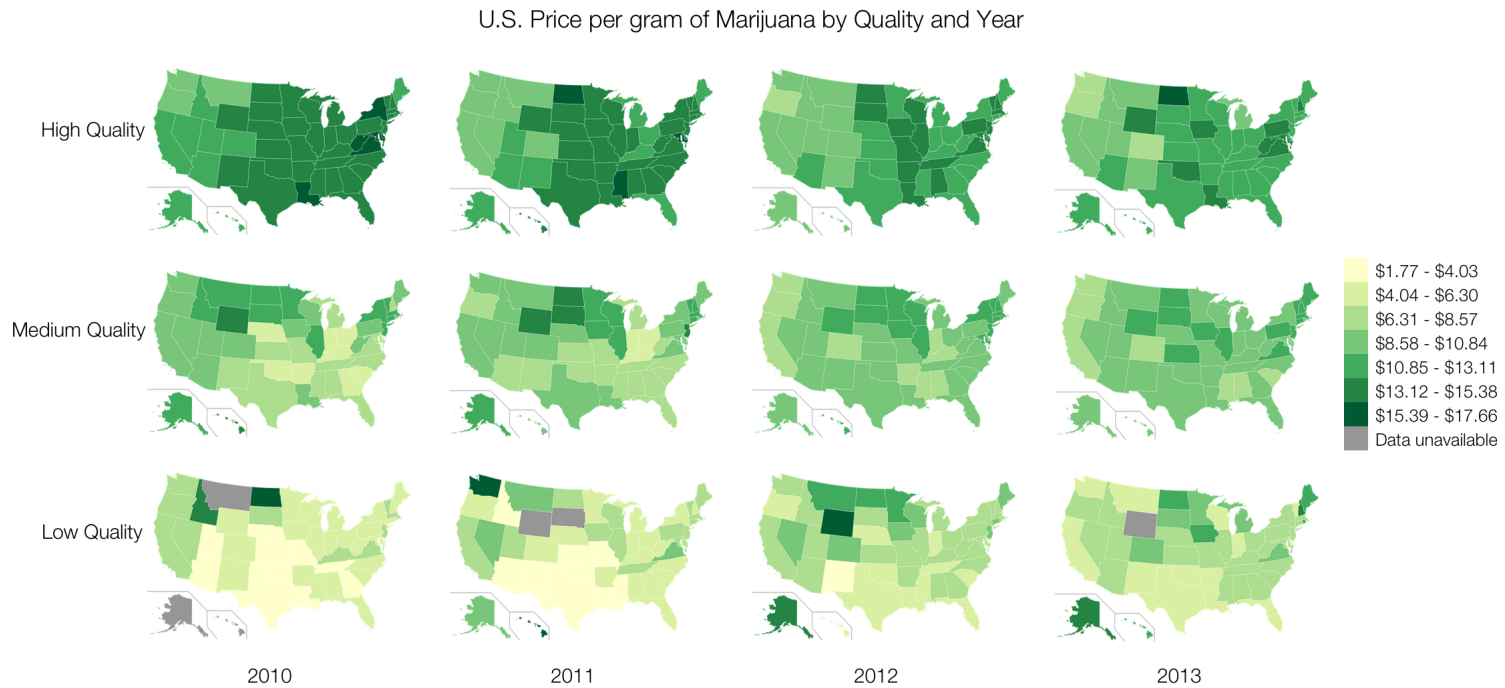 U.S. Price per gram of Marijuana by Quality and Year
High Quality
Medium Quality
Low Quality
2010
2011
2012
2013
$1.77 - $4.03
$4.04 - $6.30
$6.31 - $8.57
$8.58 - $10.84
$10.85 - $13.11
$13.12 - $15.38
$15.39 - $17.66
Data unavailable